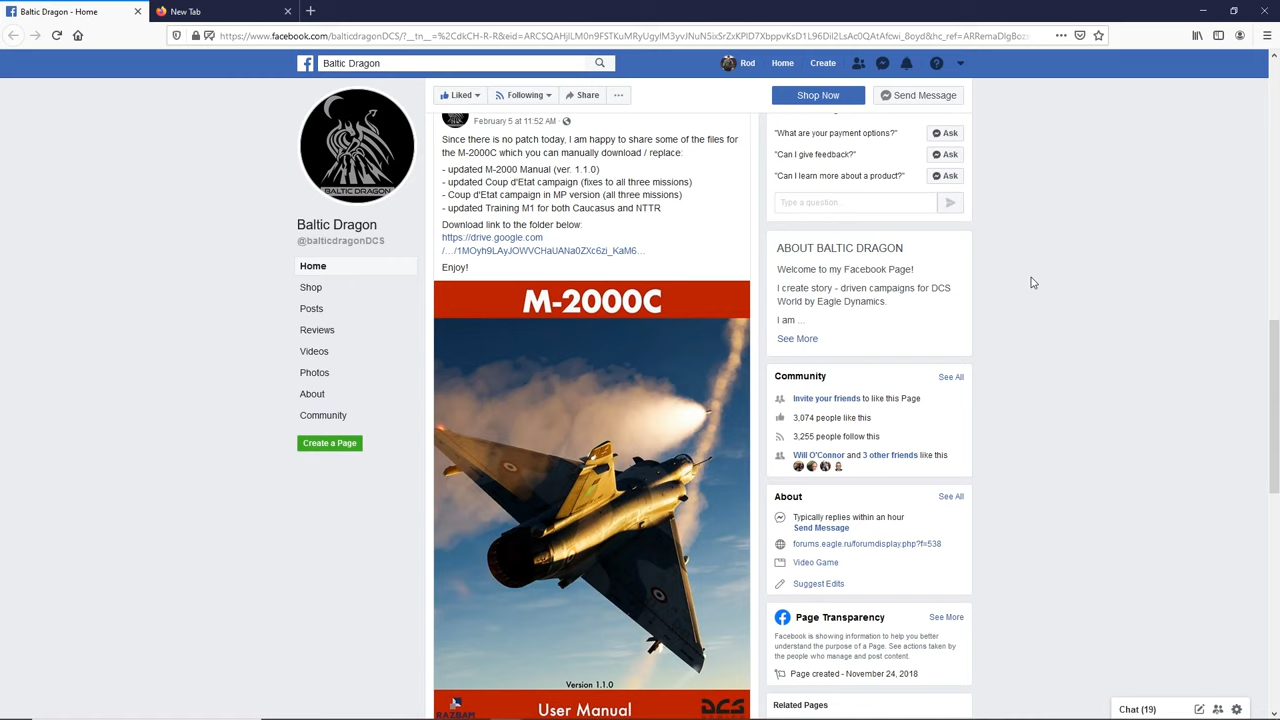 Baltic Dragon - Home
New Tab
https://www.facebook.com/balticdragonDCS/
Baltic Dragon
Rod
Home
Create
Liked
Following
Share
Shop Now
Send Message
BALTIC DRAGON
Baltic Dragon
@balticdragonDCS
Home
Shop
Posts
Reviews
Videos
Photos
About
Community
Create a Page
February 5 at 11:52 AM ·
Since there is no patch today, I am happy to share some of the files for
the M-2000C which you can manually download / replace:
- updated M-2000 Manual (ver. 1.1.0)
- updated Coup d'Etat campaign (fixes to all three missions)
- Coup d'Etat campaign in MP version (all three missions)
- updated Training M1 for both Caucasus and NTTR
Download link to the folder below:
https://drive.google.com
/…/1MOyh9LAyJOWVCHaUANa0ZXc6zi_KaM6…
Enjoy!
M-2000C
Version 1.1.0
RAZBAM
User Manual
DCS
"What are your payment options?"
Ask
"Can I give feedback?"
Ask
"Can I learn more about a product?"
Ask
Type a question...
ABOUT BALTIC DRAGON
Welcome to my Facebook Page!
I create story - driven campaigns for DCS
World by Eagle Dynamics.
I am ...
See More
Community
See All
Invite your friends to like this Page
3,074 people like this
3,255 people follow this
Will O'Connor and 3 other friends like this
About
See All
Typically replies within an hour
Send Message
forums.eagle.ru/forumdisplay.php?f=538
Video Game
Suggest Edits
Page Transparency
See More
Facebook is showing information to help you better
understand the purpose of a Page. See actions taken by
the people who manage and post content.
Page created - November 24, 2018
Related Pages
Chat (19)